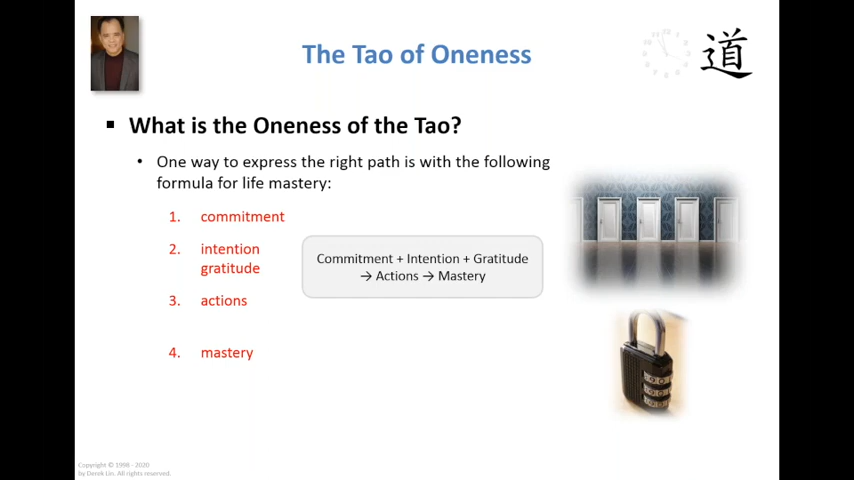 The Tao of Oneness
道
▪ What is the Oneness of the Tao?
• One way to express the right path is with the following
formula for life mastery:
1. commitment
2. intention
gratitude
Commitment + Intention + Gratitude
→ Actions → Mastery
3. actions
4. mastery
Copyright © 1998 - 2020
by Derek Lin. All rights reserved.